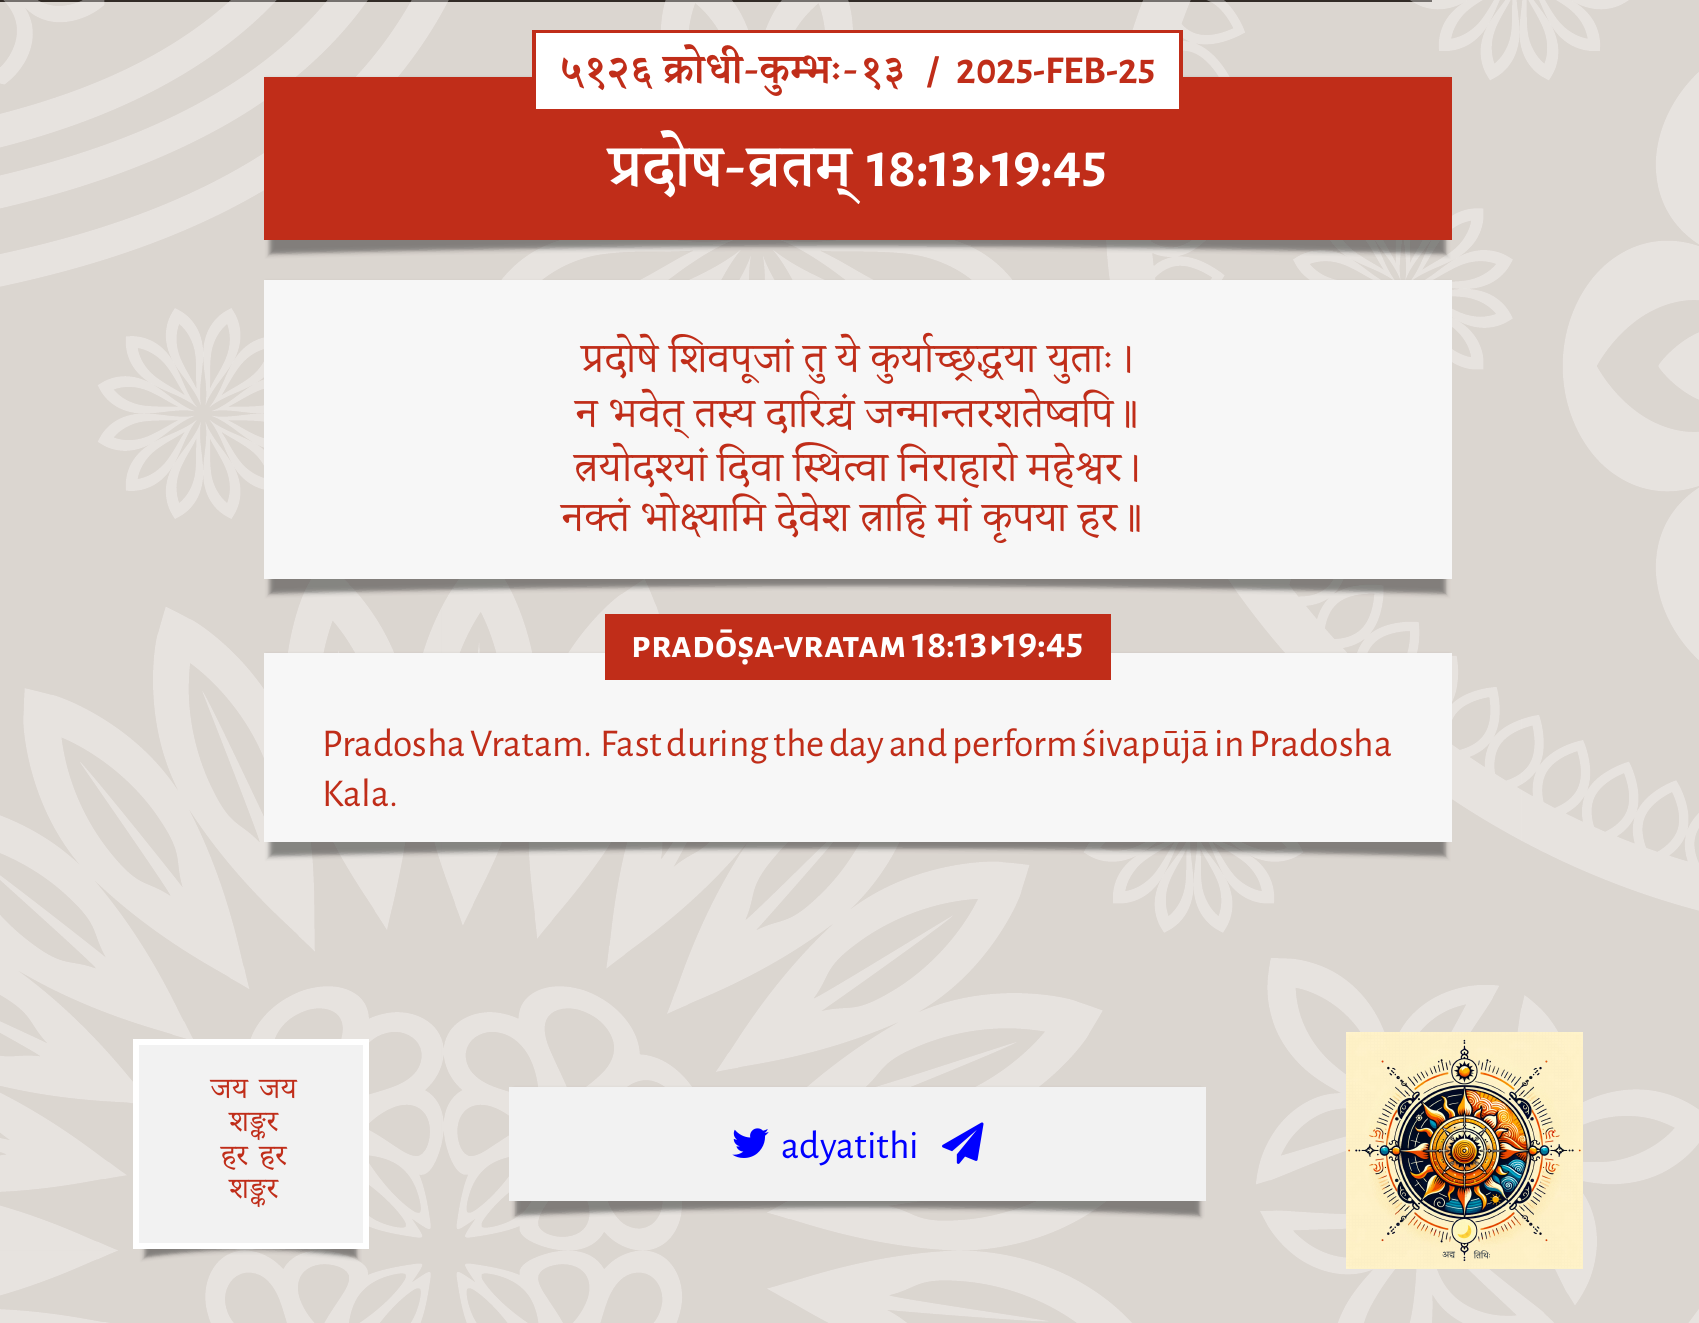 ५१२६ क्रोधी-कुम्भः-१३ / 2025-FEB-25
प्रदोष-व्रतम् 18:13▸19:45
प्रदोषे शिवपूजां तु ये कुर्याच्छ्रद्धया युताः ।
न भवेत् तस्य दारिद्र्यं जन्मान्तरशतेष्वपि ॥
त्रयोदश्यां दिवा स्थित्वा निराहारो महेश्वर ।
नक्तं भोक्ष्यामि देवेश त्राहि मां कृपया हर ॥
PRADŌṢA-VRATAM 18:13▸19:45
Pradosha Vratam. Fast during the day and perform śivapūjā in Pradosha
Kala.
जय जय
शङ्कर
हर हर
शङ्कर
adyatithi
अद्य तिथिः